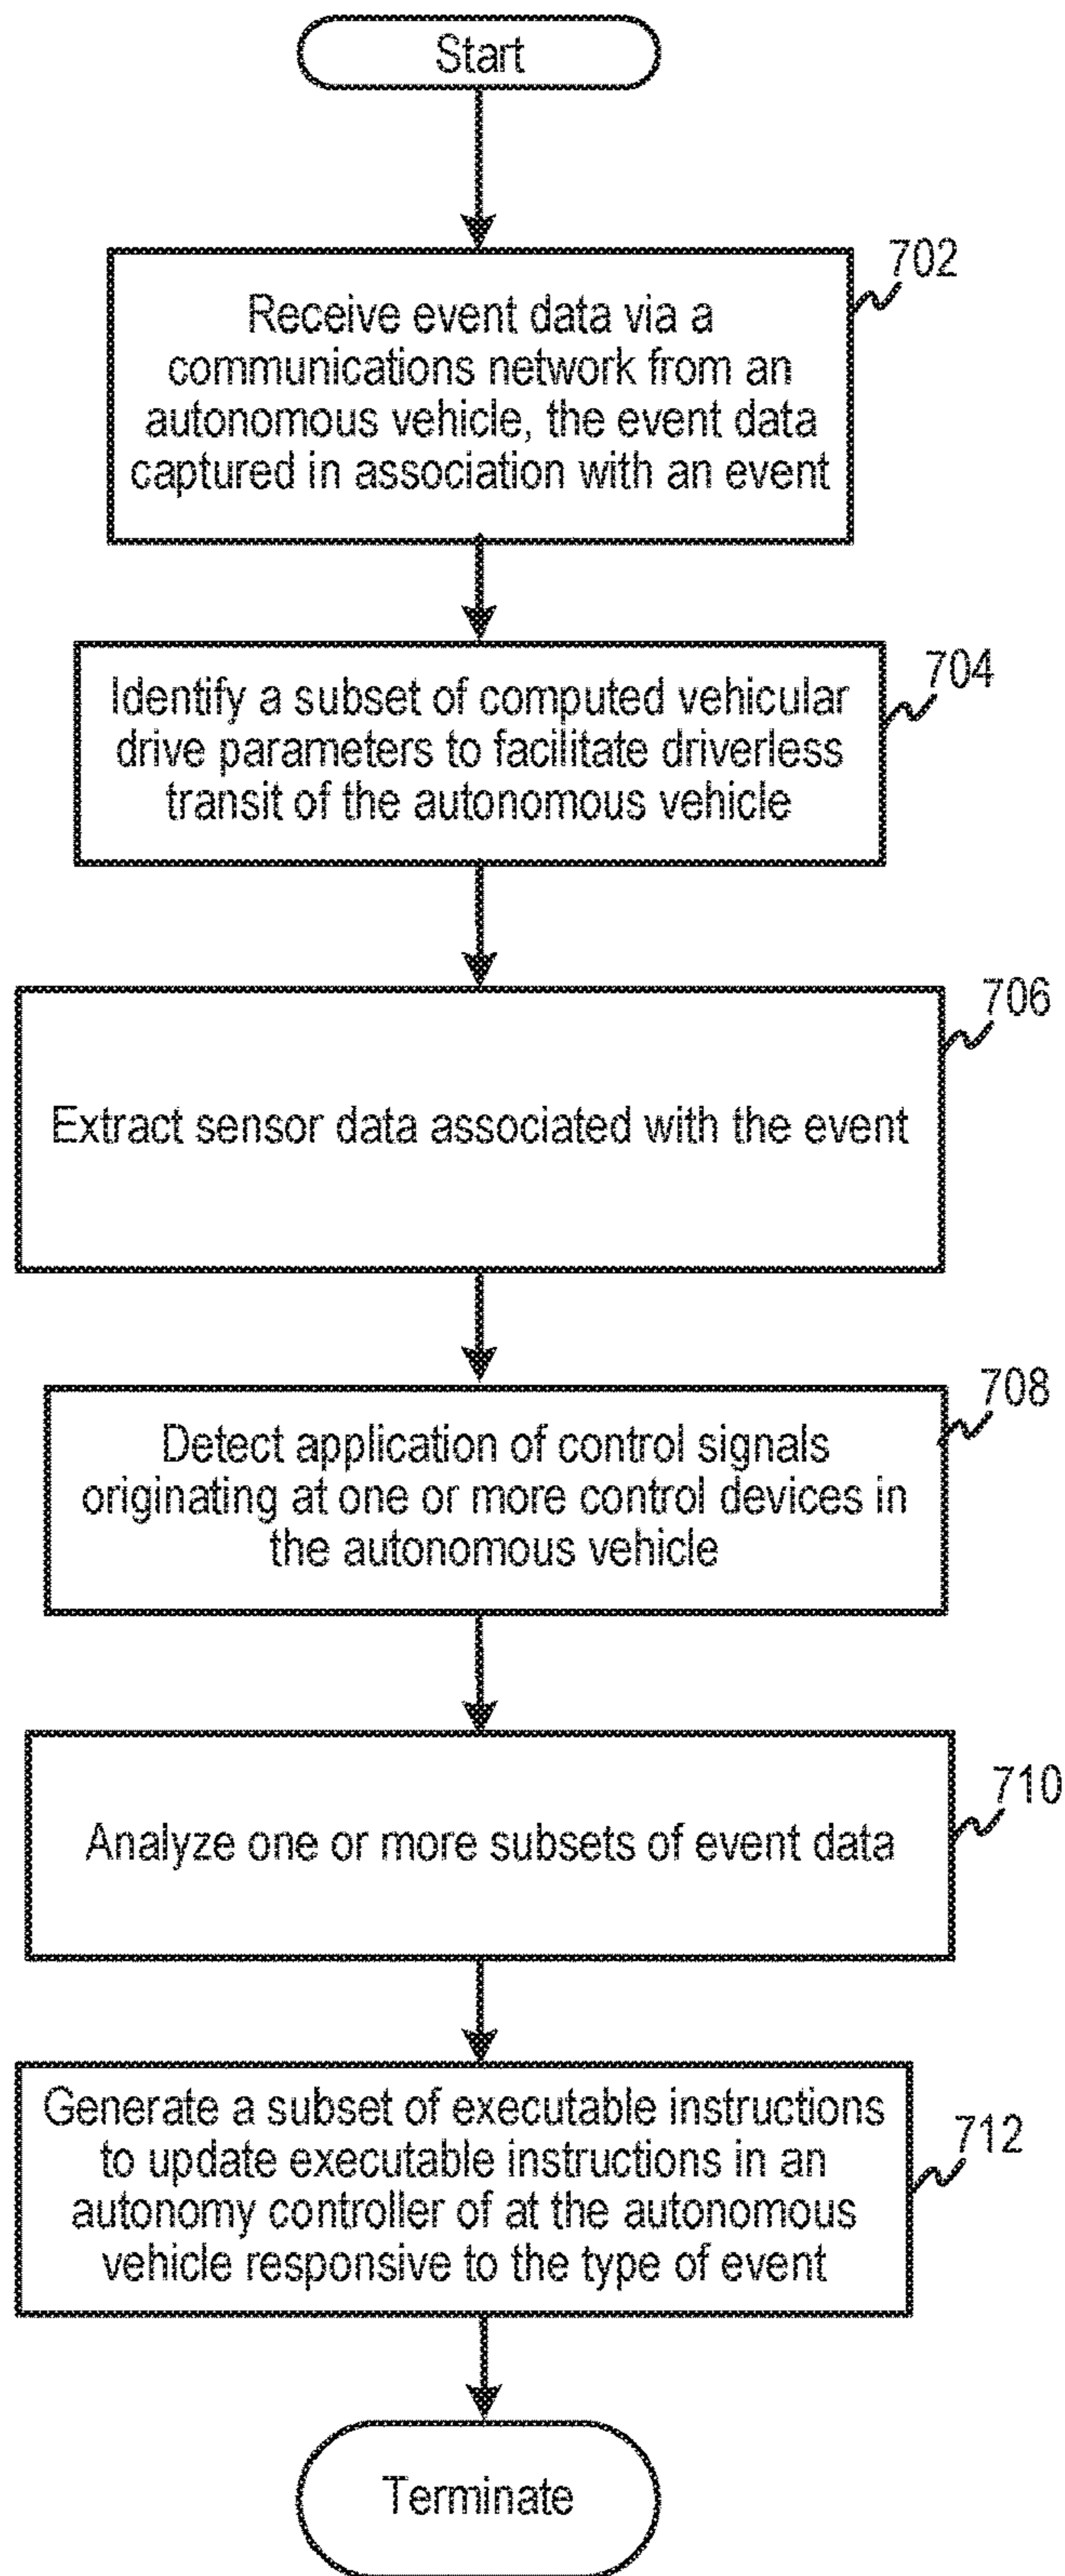 Start
702
Receive event data via a
communications network from an
autonomous vehicle, the event data
captured in association with an event
704
Identify a subset of computed vehicular
drive parameters to facilitate driverless
transit of the autonomous vehicle
706
Extract sensor data associated with the event
708
Detect application of control signals
originating at one or more control devices in
the autonomous vehicle
710
Analyze one or more subsets of event data
712
Generate a subset of executable instructions
to update executable instructions in an
autonomy controller of at the autonomous
vehicle responsive to the type of event
Terminate